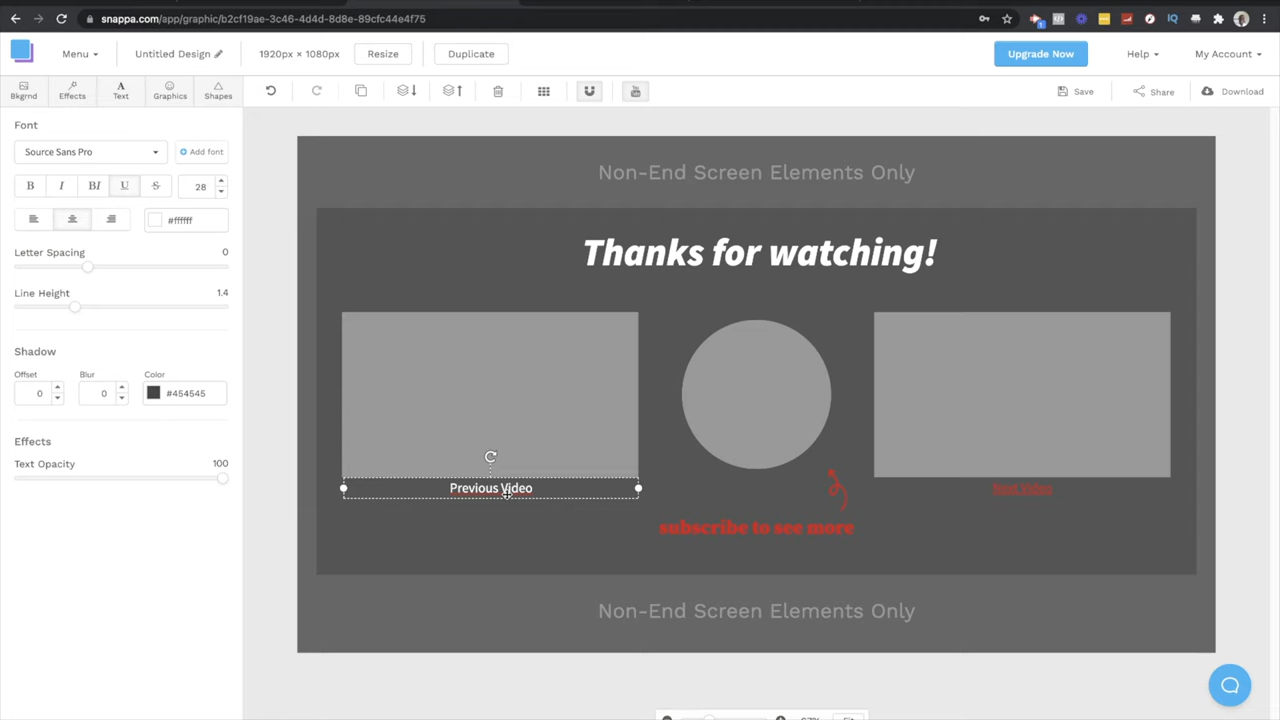 snappa.com/app/graphic/b2cf19ae-3c46-4d4d-8d8e-89cfc44e4f75
Menu
Untitled Design
1920px × 1080px
Resize
Duplicate
Upgrade Now
Help
My Account
Bkgrnd
Effects
Text
Graphics
Shapes
Save
Share
Download
Font
Source Sans Pro
Add font
B
I
BI
U
S
28
#ffffff
Letter Spacing
0
Line Height
1.4
Shadow
Offset
Blur
Color
0
0
#454545
Effects
Text Opacity
100
Non-End Screen Elements Only
Thanks for watching!
Previous Video
Next Video
subscribe to see more
Non-End Screen Elements Only